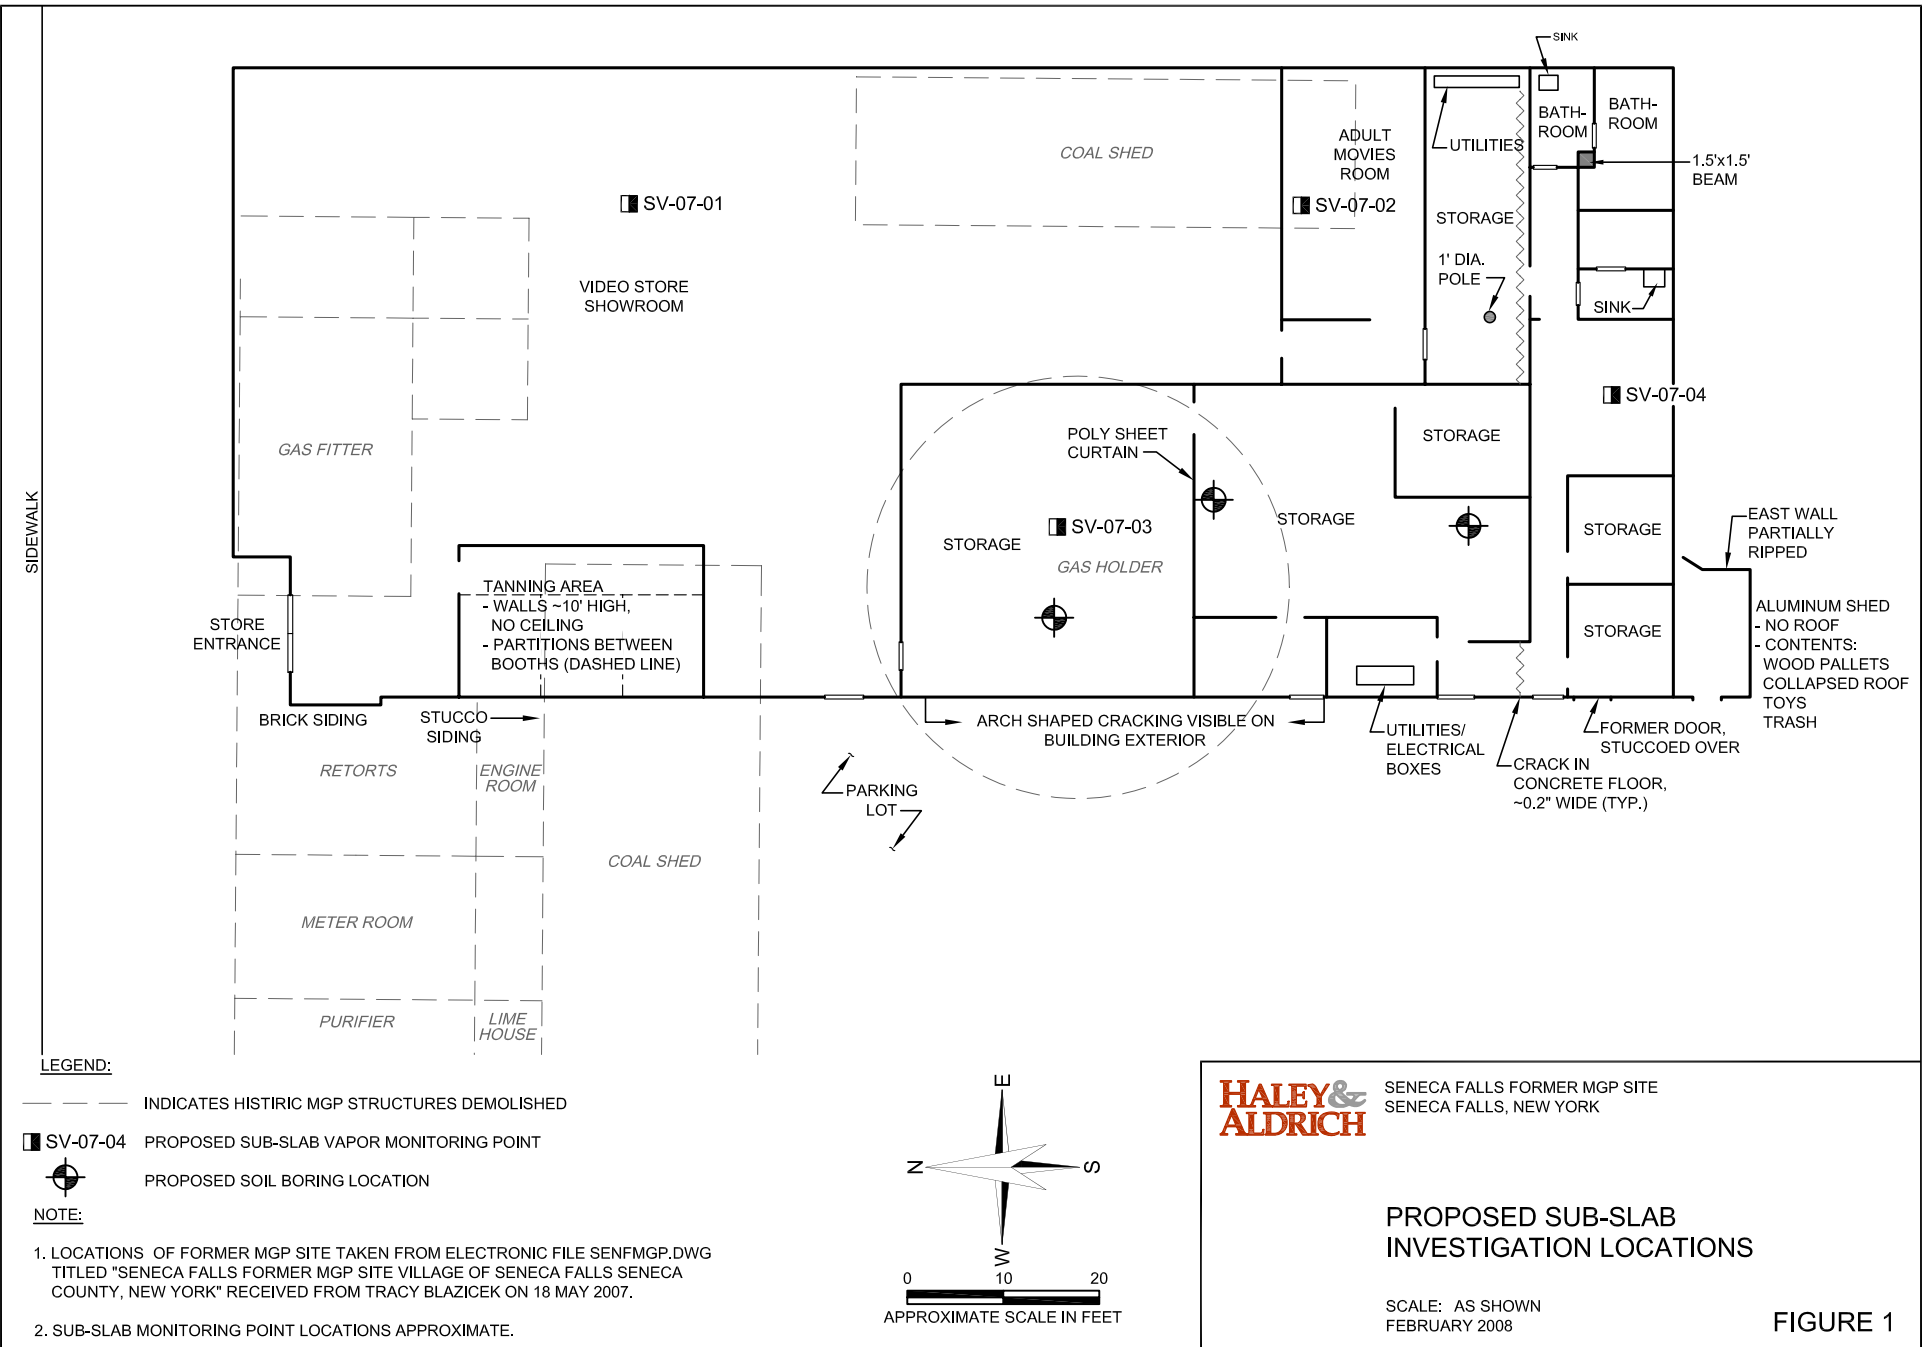 SINK
BATH-
ROOM
BATH-
ROOM
UTILITIES
ADULT
MOVIES
ROOM
COAL SHED
1.5'x1.5'
BEAM
SV-07-01
SV-07-02
STORAGE
1' DIA.
POLE
VIDEO STORE
SHOWROOM
SINK
SV-07-04
GAS FITTER
POLY SHEET
CURTAIN
STORAGE
SIDEWALK
STORAGE
SV-07-03
STORAGE
GAS HOLDER
STORAGE
EAST WALL
PARTIALLY
RIPPED
TANNING AREA
- WALLS ~10' HIGH,
NO CEILING
- PARTITIONS BETWEEN
BOOTHS (DASHED LINE)
STORE
ENTRANCE
STORAGE
ALUMINUM SHED
- NO ROOF
- CONTENTS:
WOOD PALLETS
COLLAPSED ROOF
TOYS
TRASH
BRICK SIDING
STUCCO
SIDING
ARCH SHAPED CRACKING VISIBLE ON
BUILDING EXTERIOR
UTILITIES/
ELECTRICAL
BOXES
FORMER DOOR,
STUCCOED OVER
CRACK IN
CONCRETE FLOOR,
~0.2" WIDE (TYP.)
RETORTS
ENGINE
ROOM
PARKING
LOT
COAL SHED
METER ROOM
PURIFIER
LIME
HOUSE
LEGEND:
INDICATES HISTIRIC MGP STRUCTURES DEMOLISHED
SV-07-04 PROPOSED SUB-SLAB VAPOR MONITORING POINT
PROPOSED SOIL BORING LOCATION
NOTE:
1. LOCATIONS OF FORMER MGP SITE TAKEN FROM ELECTRONIC FILE SENFMGP.DWG
TITLED "SENECA FALLS FORMER MGP SITE VILLAGE OF SENECA FALLS SENECA
COUNTY, NEW YORK" RECEIVED FROM TRACY BLAZICEK ON 18 MAY 2007.
2. SUB-SLAB MONITORING POINT LOCATIONS APPROXIMATE.
E
N
S
W
0 10 20
APPROXIMATE SCALE IN FEET
HALEY&
ALDRICH
SENECA FALLS FORMER MGP SITE
SENECA FALLS, NEW YORK
PROPOSED SUB-SLAB
INVESTIGATION LOCATIONS
SCALE: AS SHOWN
FEBRUARY 2008
FIGURE 1